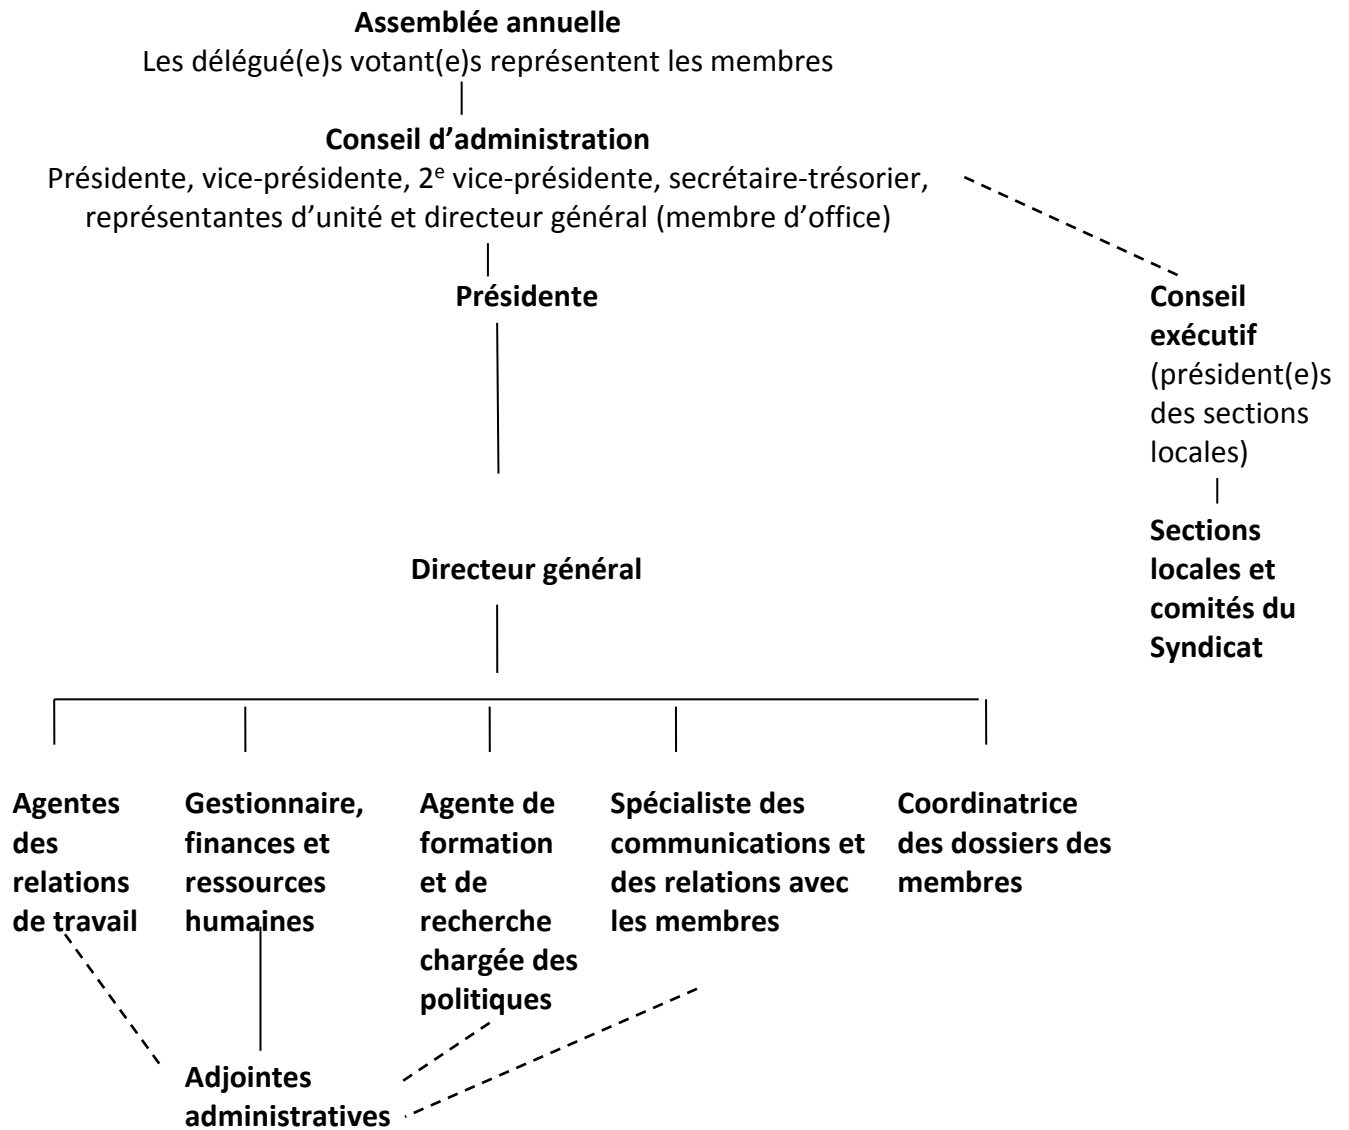 Assemblée annuelle
Les délégué(e)s votant(e)s représentent les membres
Conseil d’administration
Présidente, vice-présidente, 2e vice-présidente, secrétaire-trésorier,
représentantes d’unité et directeur général (membre d’office)
Présidente
Conseil
exécutif
(président(e)s
des sections
locales)
Sections
locales et
comités du
Syndicat
Directeur général
Agentes
des
relations
de travail
Gestionnaire,
finances et
ressources
humaines
Agente de
formation
et de
recherche
chargée des
politiques
Spécialiste des
communications et
des relations avec
les membres
Coordinatrice
des dossiers des
membres
Adjointes
administratives